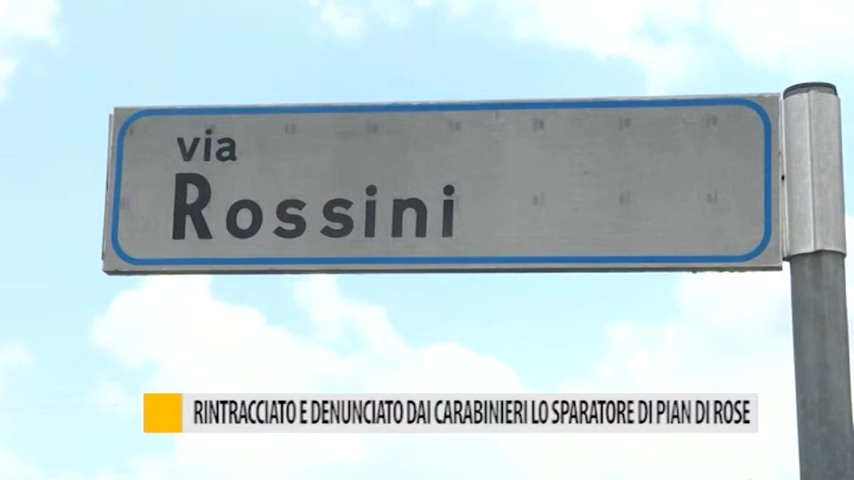 via
Rossini
RINTRACCIATO E DENUNCIATO DAI CARABINIERI LO SPARATORE DI PIAN DI ROSE